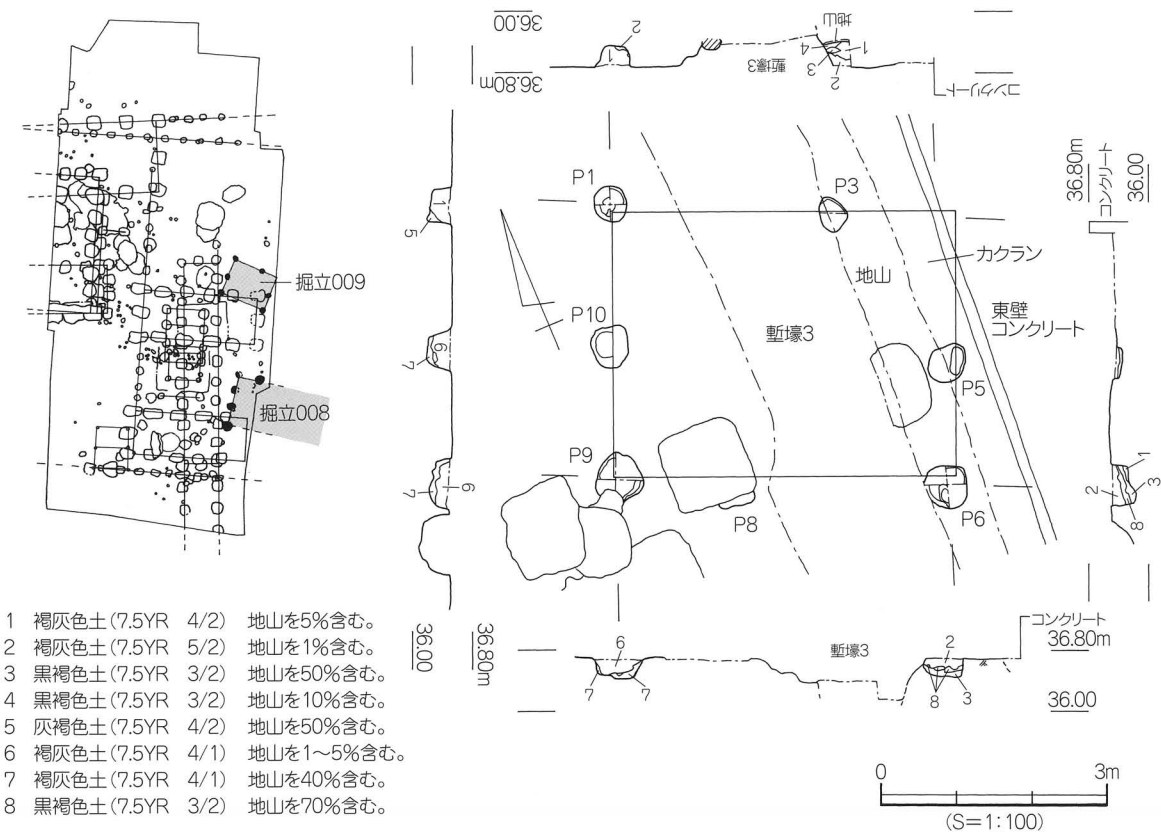 36.00
36.80m
2
1
塹壕3
地山
4
3
1
2
コンクリート
36.80m
コンクリート
36.00
P1
P3
カクラン
地山
東壁
コンクリート
塹壕3
P10
P5
P9
P8
P6
1
5
6
7
6
7
1
2
3
8
掘立009
掘立008
36.00
36.80m
6
7
7
塹壕3
2
8
3
コンクリート
36.80m
36.00
1 褐灰色土(7.5YR 4/2) 地山を5%含む。
2 褐灰色土(7.5YR 5/2) 地山を1%含む。
3 黒褐色土(7.5YR 3/2) 地山を50%含む。
4 黒褐色土(7.5YR 3/2) 地山を10%含む。
5 灰褐色土(7.5YR 4/2) 地山を50%含む。
6 褐灰色土(7.5YR 4/1) 地山を1〜5%含む。
7 褐灰色土(7.5YR 4/1) 地山を40%含む。
8 黒褐色土(7.5YR 3/2) 地山を70%含む。
0 3m
(S=1:100)